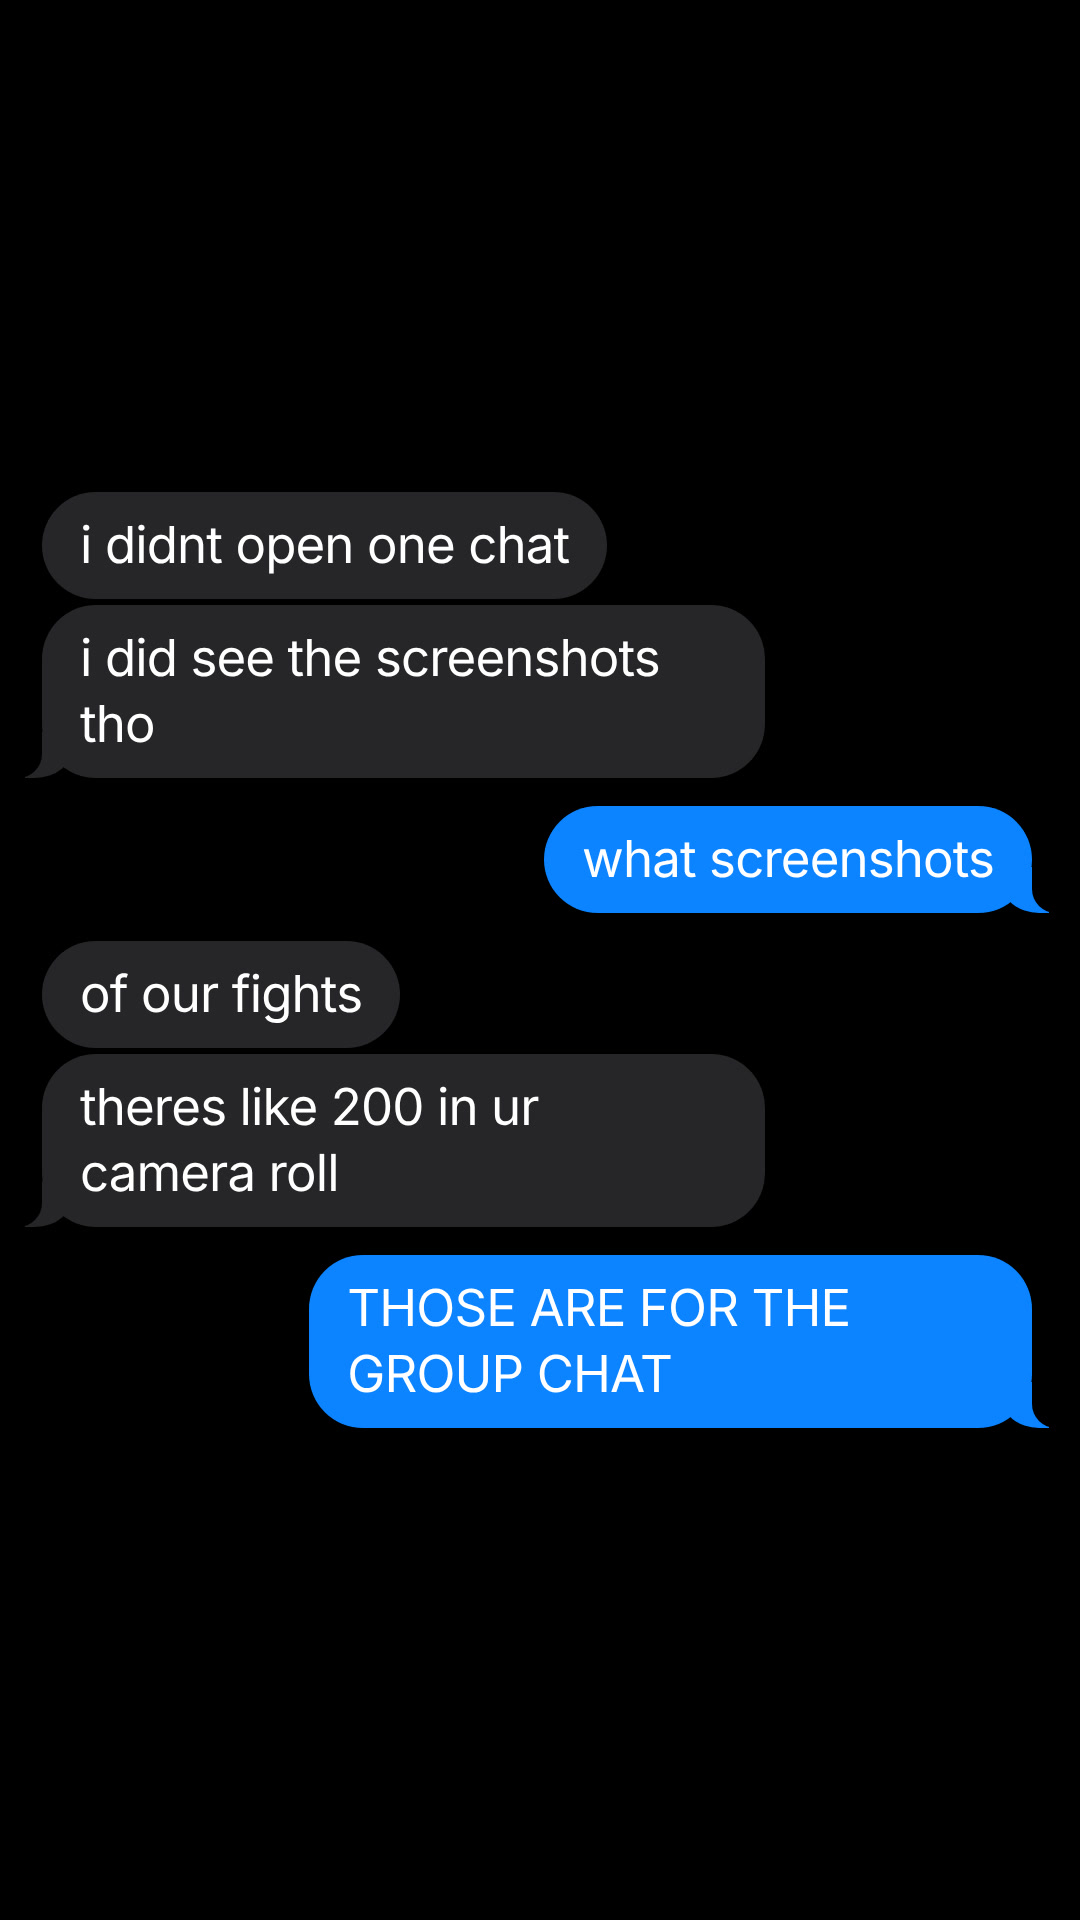 i didnt open one chat
i did see the screenshots
tho
what screenshots
of our fights
theres like 200 in ur
camera roll
THOSE ARE FOR THE
GROUP CHAT